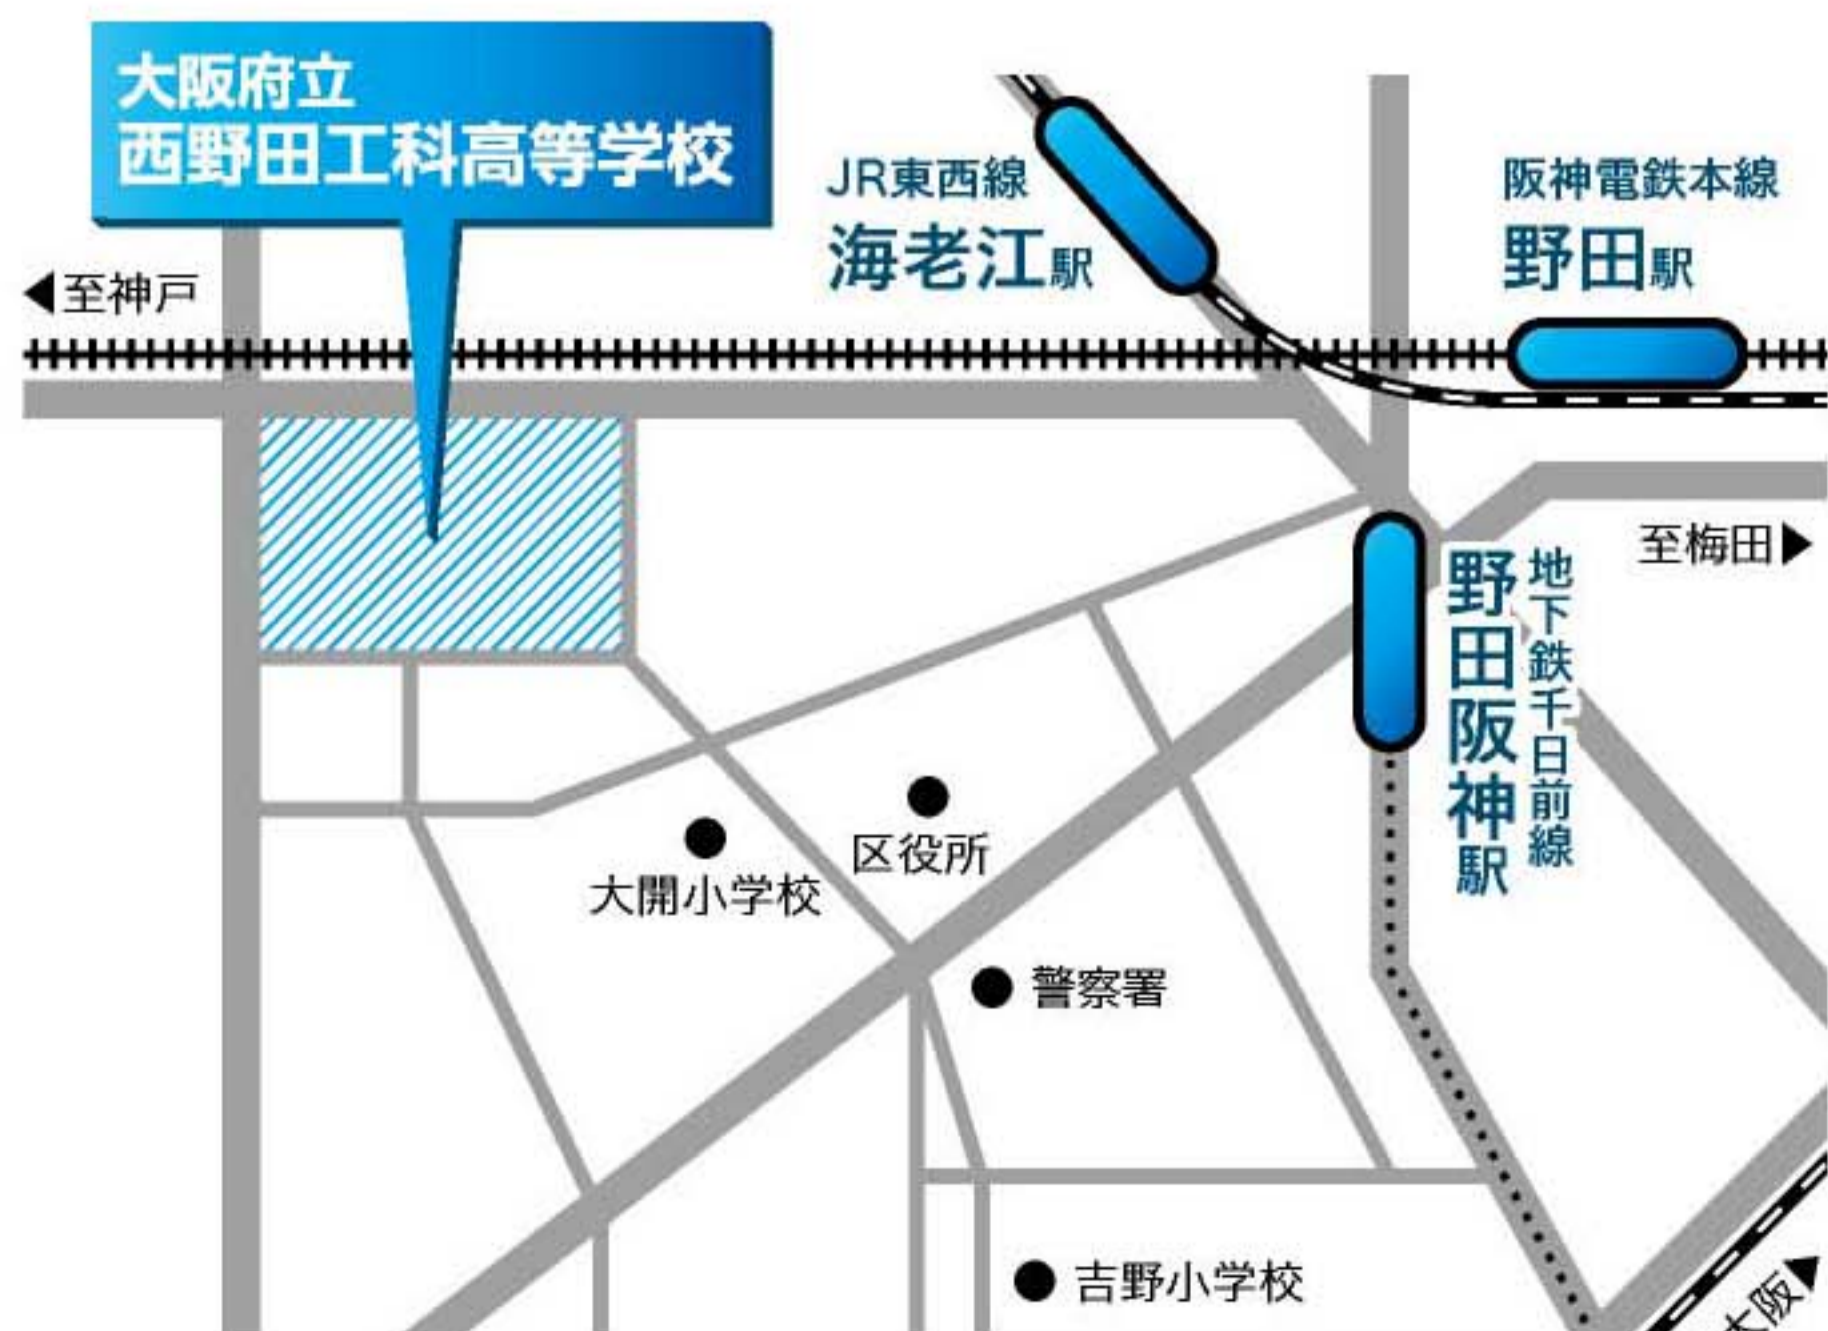 大阪府立
西野田工科高等学校
JR東西線
海老江駅
阪神電鉄本線
野田駅
至神戸
至梅田
地下鉄千日前線
野田阪神駅
区役所
大開小学校
警察署
吉野小学校
大阪